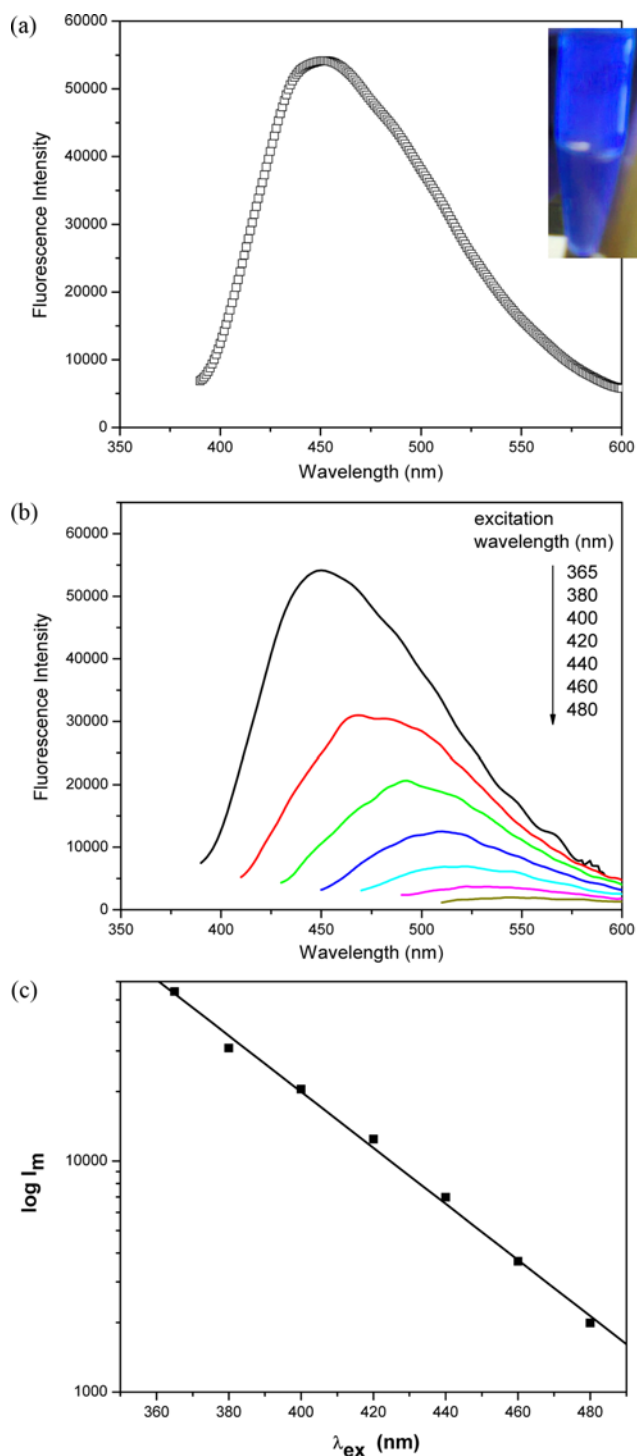 (a)
60000
50000
40000
30000
20000
10000
0
Fluorescence Intensity
350 400 450 500 550 600
Wavelength (nm)
(b)
60000
50000
40000
30000
20000
10000
0
Fluorescence Intensity
excitation
wavelength (nm)
365
380
400
420
440
460
480
350 400 450 500 550 600
Wavelength (nm)
(c)
10000
1000
log Im
360 380 400 420 440 460 480
λex (nm)